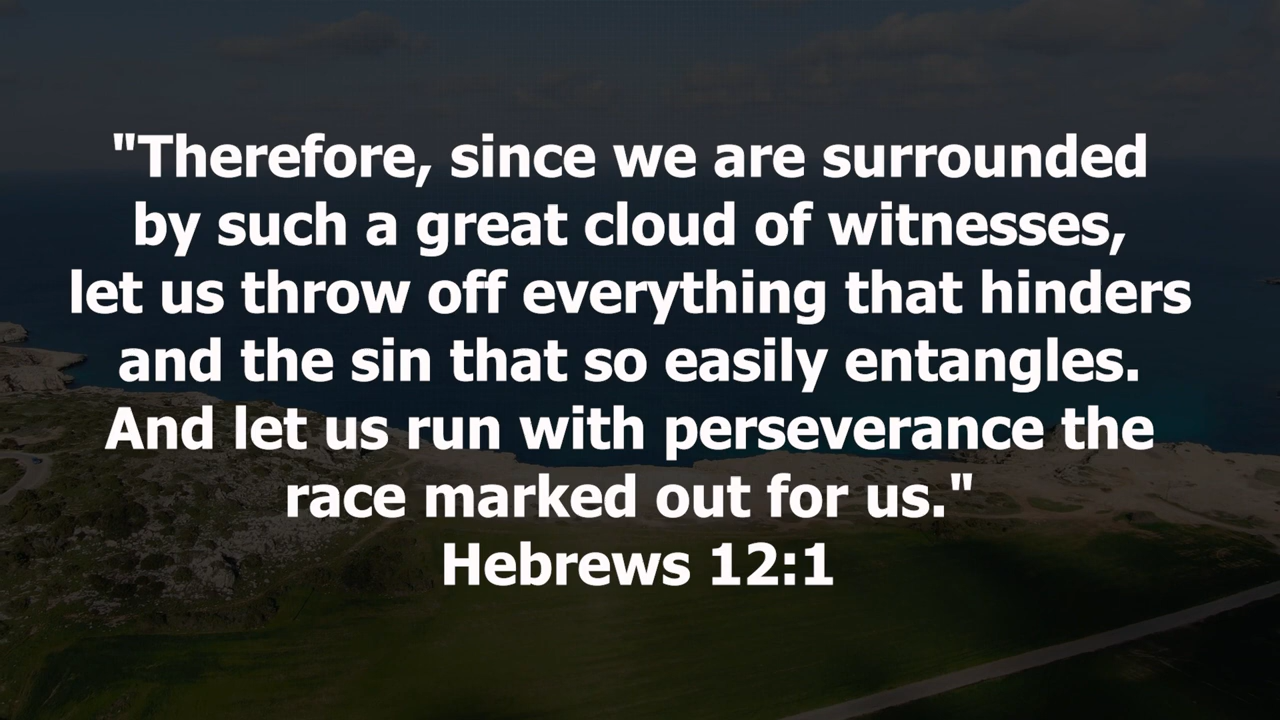 "Therefore, since we are surrounded
by such a great cloud of witnesses,
let us throw off everything that hinders
and the sin that so easily entangles.
And let us run with perseverance the
race marked out for us."
Hebrews 12:1